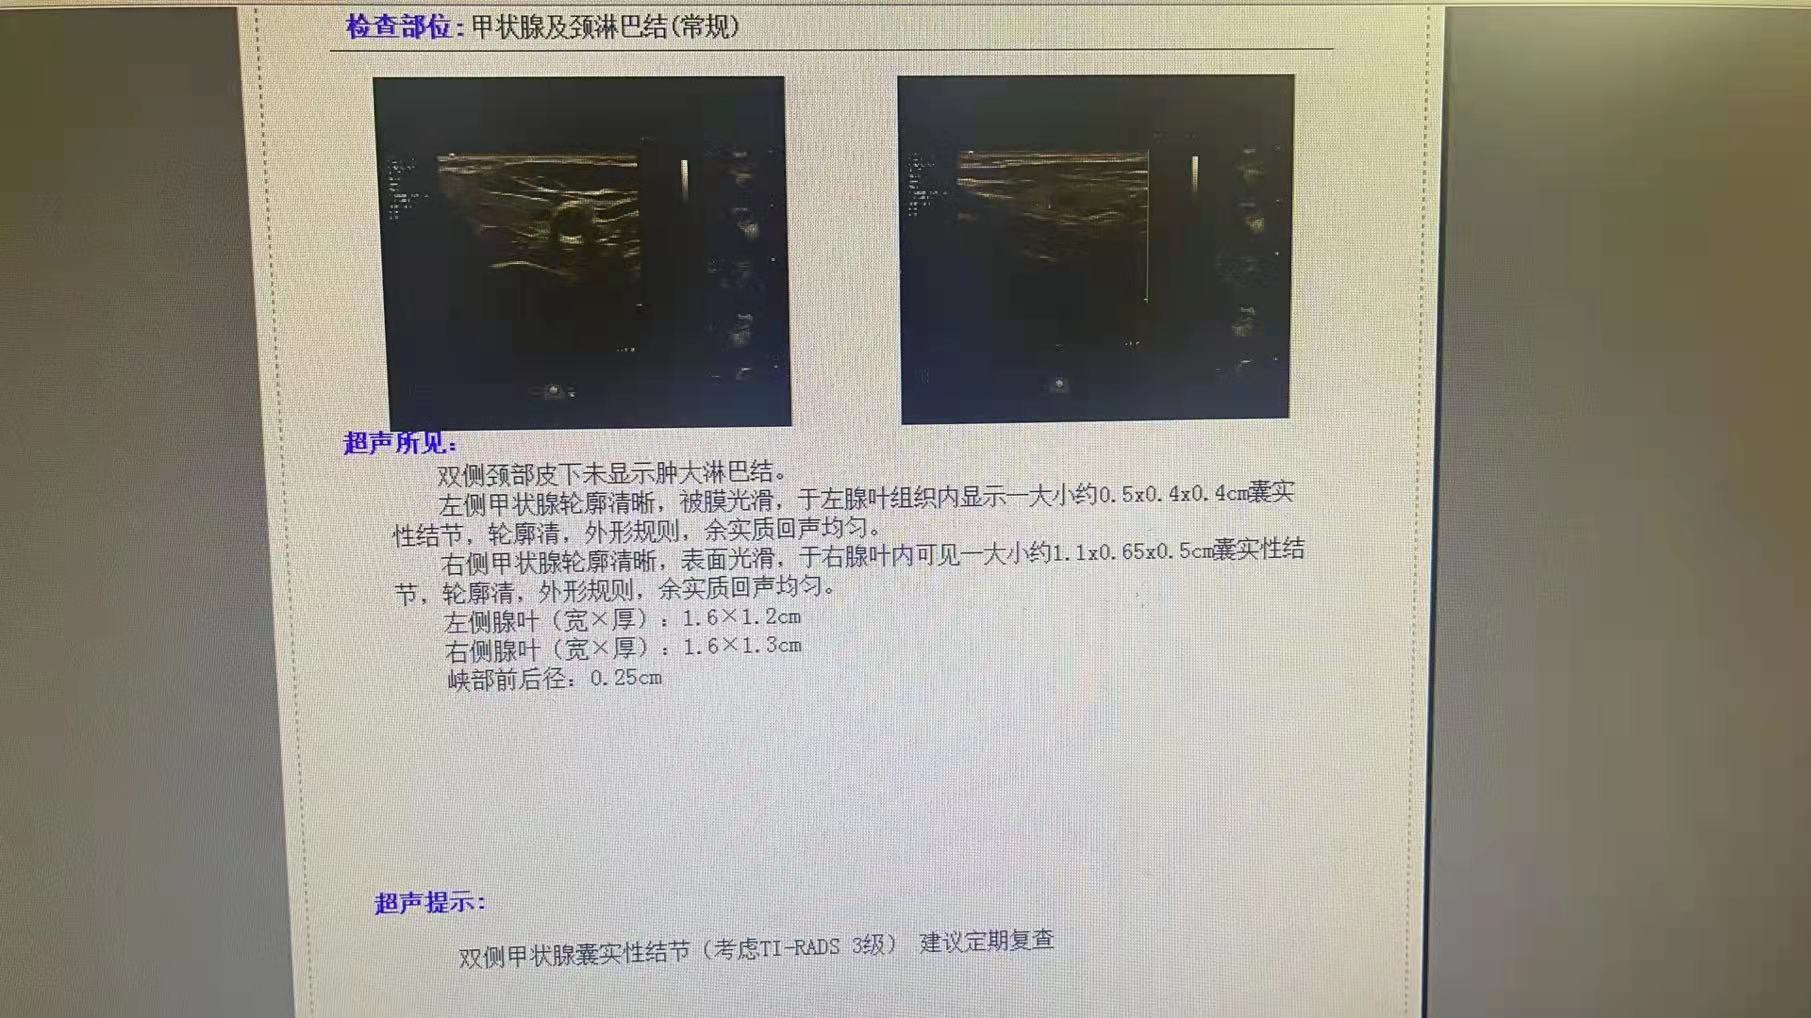 检查部位:甲状腺及颈淋巴结(常规)
超声所见:
双侧颈部皮下未显示肿大淋巴结。
左侧甲状腺轮廓清晰，被膜光滑，于左腺叶组织内显示一大小约0.5x0.4x0.4cm囊实
性结节，轮廓清，外形规则，余实质回声均匀。
右侧甲状腺轮廓清晰，表面光滑，于右腺叶内可见一大小约1.1x0.65x0.5cm囊实性结
节，轮廓清，外形规则，余实质回声均匀。
左侧腺叶（宽×厚）：1.6×1.2cm
右侧腺叶（宽×厚）：1.6×1.3cm
峡部前后径：0.25cm
超声提示:
双侧甲状腺囊实性结节（考虑TI-RADS 3级） 建议定期复查